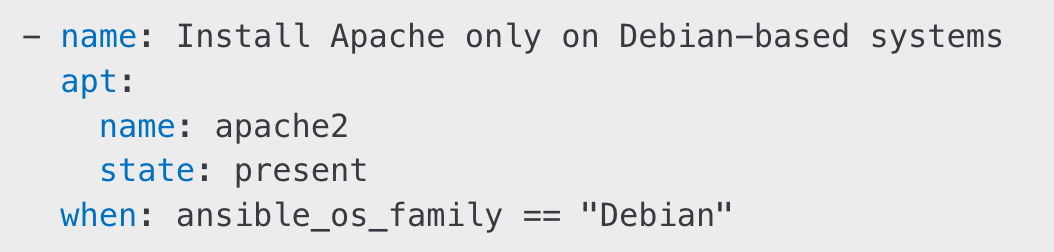 - name: Install Apache only on Debian-based systems
  apt:
    name: apache2
    state: present
  when: ansible_os_family == "Debian"